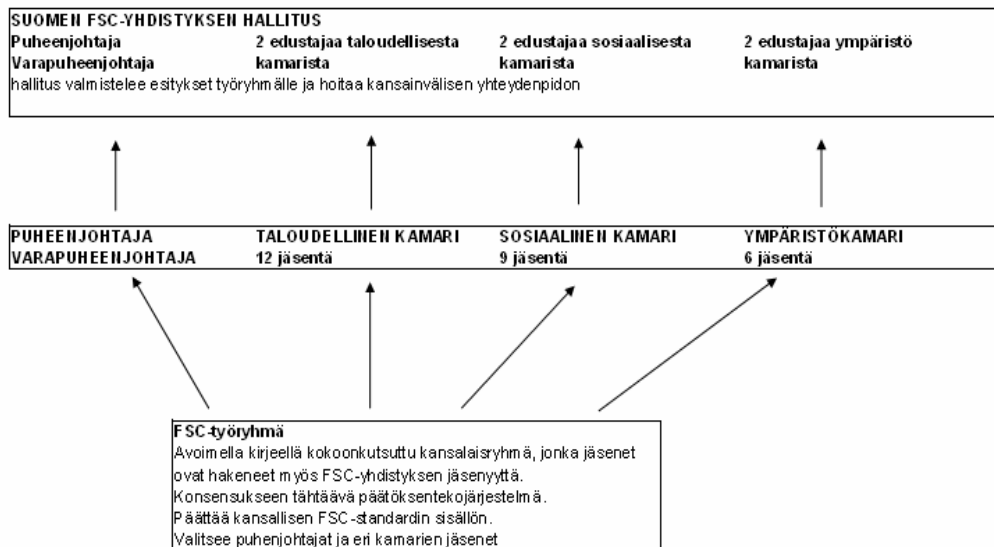 SUOMEN FSC-YHDISTYKSEN HALLITUS
Puheenjohtaja 2 edustajaa taloudellisesta 2 edustajaa sosiaalisesta 2 edustajaa ympäristö
Varapuheenjohtaja kamarista kamarista kamarista
hallitus valmistelee esitykset työryhmälle ja hoitaa kansainvälisen yhteydenpidon
PUHEENJOHTAJA TALOUDELLINEN KAMARI SOSIAALINEN KAMARI YMPÄRISTÖKAMARI
VARAPUHEENJOHTAJA 12 jäsentä 9 jäsentä 6 jäsentä
FSC-työryhmä
Avoimella kirjeellä kokoonkutsuttu kansalaisryhmä, jonka jäsenet
ovat hakeneet myös FSC-yhdistyksen jäsenyyttä.
Konsensukseen tähtäävä päätöksentekojärjestelmä.
Päättää kansallisen FSC-standardin sisällön.
Valitsee puhenjohtajat ja eri kamarien jäsenet